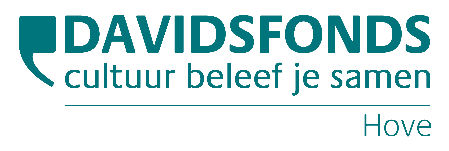 DAVIDSFONDS
cultuur beleef je samen
Hove